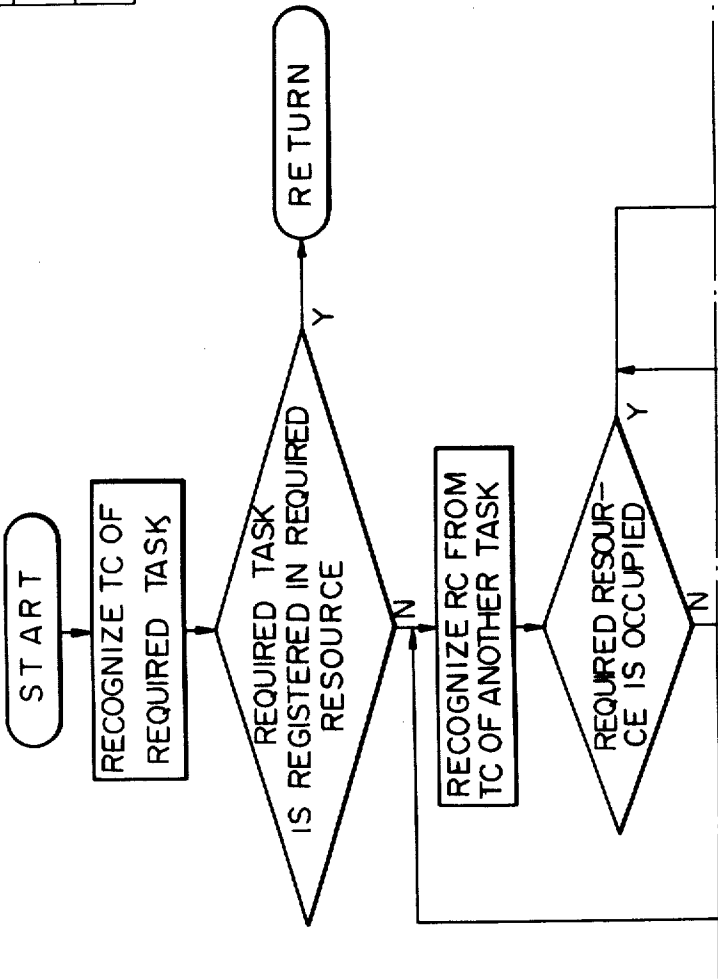 START
RECOGNIZE TC OF
REQUIRED TASK
REQUIRED TASK
IS REGISTERED IN REQUIRED
RESOURCE
Y
RETURN
N
RECOGNIZE RC FROM
TC OF ANOTHER TASK
REQUIRED RESOUR-
CE IS OCCUPIED
Y
N